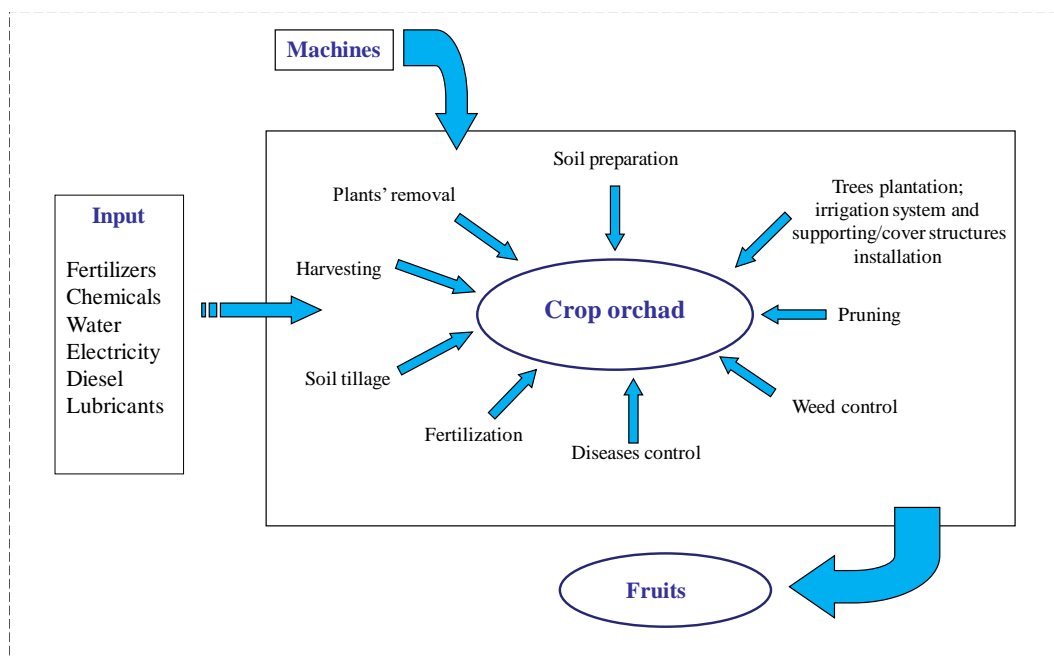 Machines
Soil preparation
Plants’ removal
Trees plantation;
irrigation system and
supporting/cover structures
installation
Input
Fertilizers
Chemicals
Water
Electricity
Diesel
Lubricants
Harvesting
Crop orchad
Pruning
Soil tillage
Weed control
Fertilization
Diseases control
Fruits